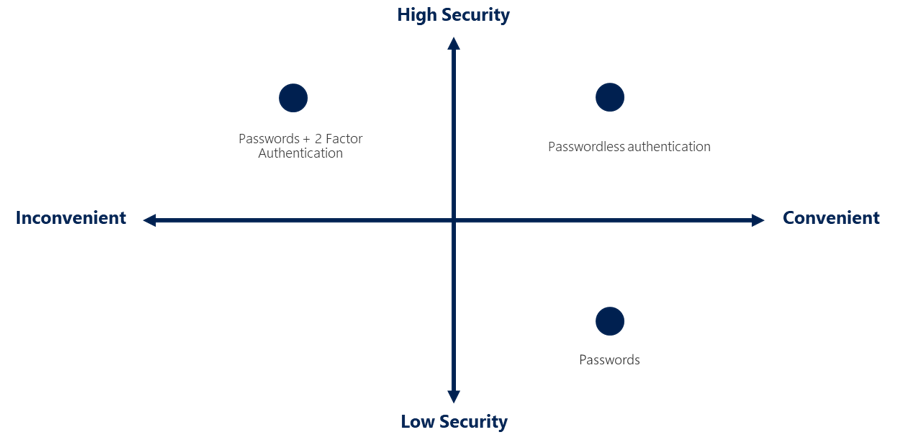 High Security
Passwords + 2 Factor
Authentication
Passwordless authentication
Inconvenient
Convenient
Passwords
Low Security